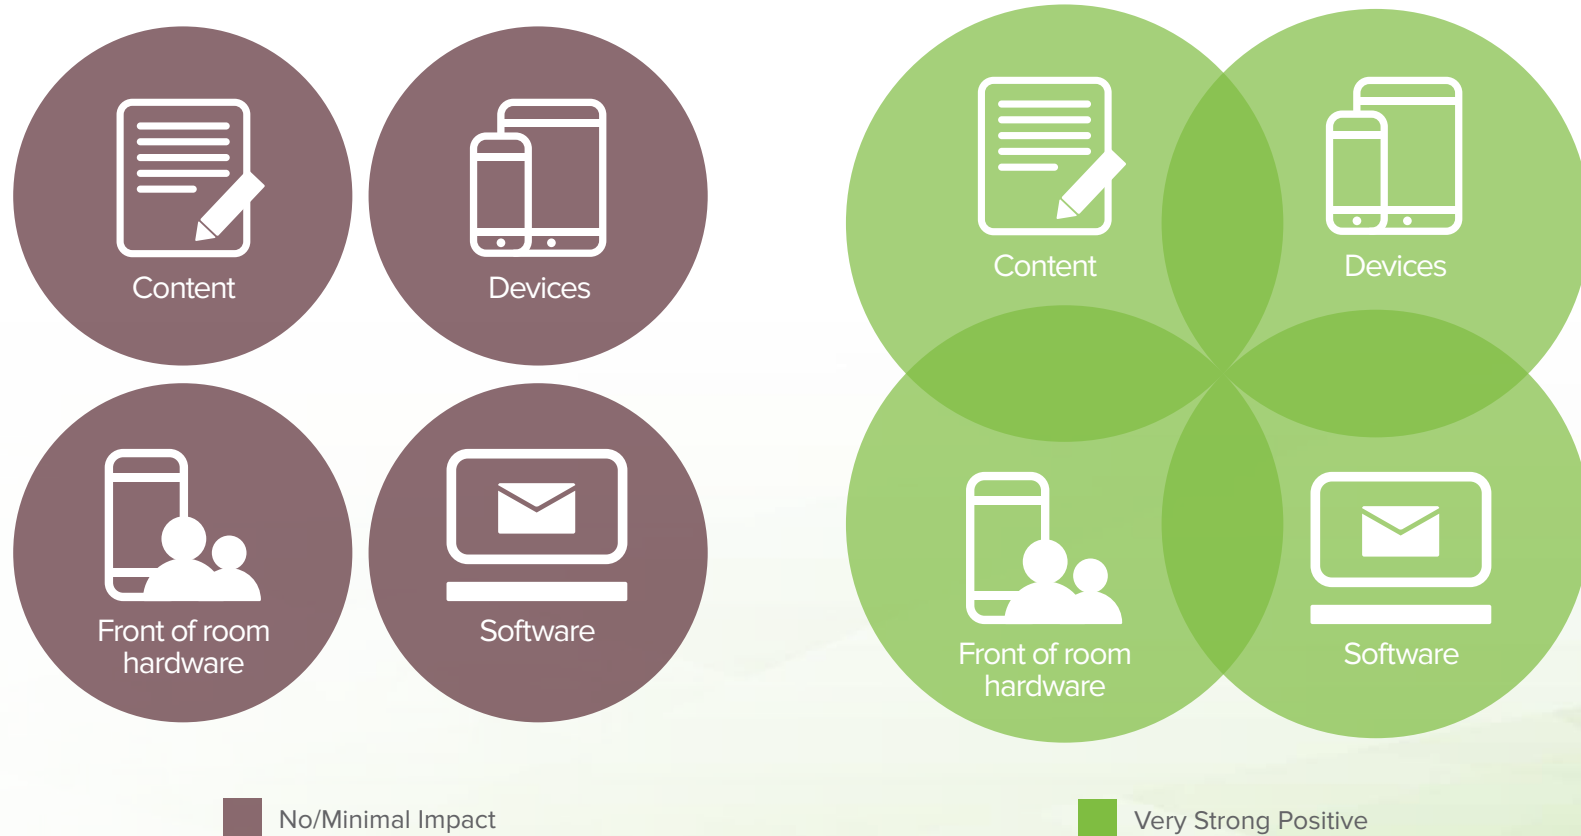 Content
Devices
Front of room
hardware
Software
No/Minimal Impact
Content
Devices
Front of room
hardware
Software
Very Strong Positive